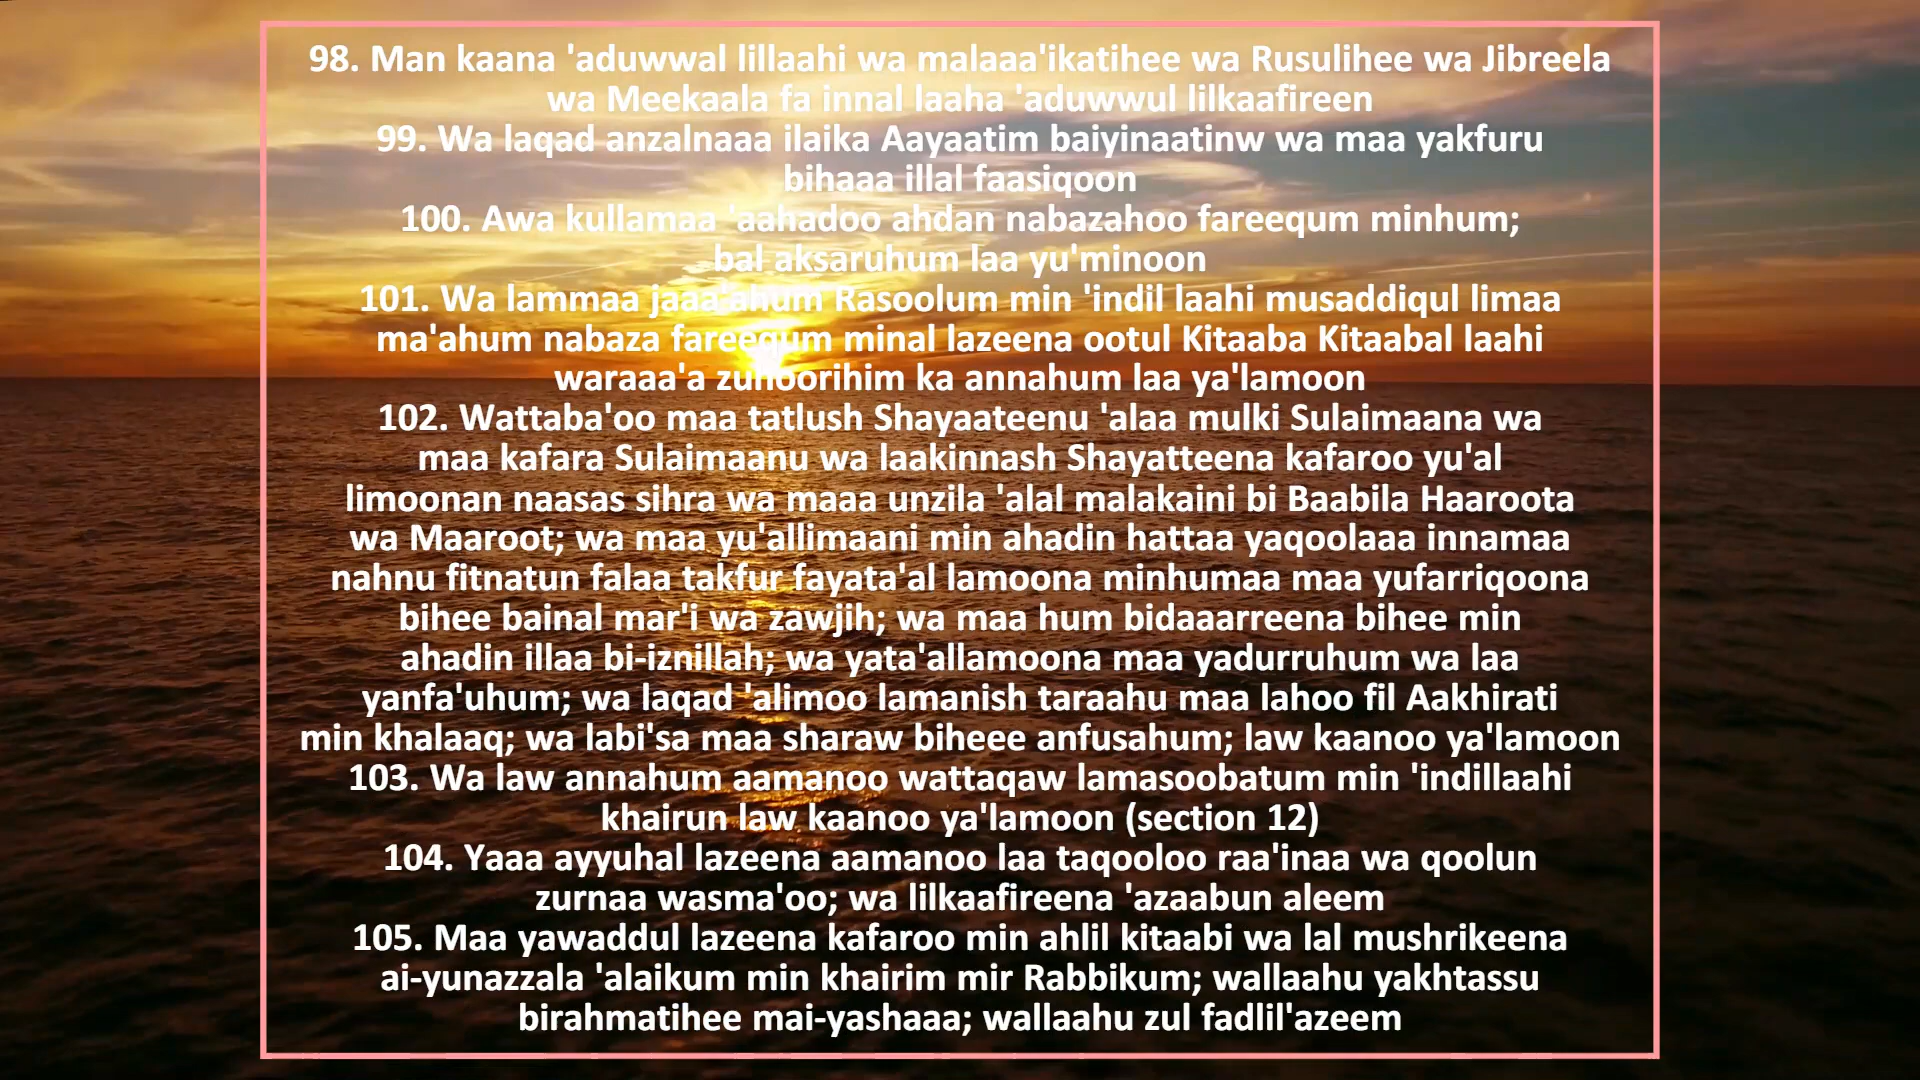 98. Man kaana 'aduwwal lillaahi wa malaaa'ikatihee wa Rusulihee wa Jibreela
wa Meekaala fa innal laaha 'aduwwul lilkaafireen
99. Wa laqad anzalnaaa ilaika Aayaatim baiyinaatinw wa maa yakfuru
bihaaa illal faasiqoon
100. Awa kullamaa 'aahadoo ahdan nabazahoo fareequm minhum;
bal aksaruhum laa yu'minoon
101. Wa lammaa jaaa'ahum Rasoolum min 'indil laahi musaddiqul limaa
ma'ahum nabaza fareequm minal lazeena ootul Kitaaba Kitaabal laahi
waraaa'a zuhoorihim ka annahum laa ya'lamoon
102. Wattaba'oo maa tatlush Shayaateenu 'alaa mulki Sulaimaana wa
maa kafara Sulaimaanu wa laakinnash Shayatteena kafaroo yu'al
limoonan naasas sihra wa maaa unzila 'alal malakaini bi Baabila Haaroota
wa Maaroot; wa maa yu'allimaani min ahadin hattaa yaqoolaaa innamaa
nahnu fitnatun falaa takfur fayata'al lamoona minhumaa maa yufarriqoona
bihee bainal mar'i wa zawjih; wa maa hum bidaaarreena bihee min
ahadin illaa bi-iznillah; wa yata'allamoona maa yadurruhum wa laa
yanfa'uhum; wa laqad 'alimoo lamanish taraahu maa lahoo fil Aakhirati
min khalaaq; wa labi'sa maa sharaw biheee anfusahum; law kaanoo ya'lamoon
103. Wa law annahum aamanoo wattaqaw lamasoobatum min 'indillaahi
khairun law kaanoo ya'lamoon (section 12)
104. Yaaa ayyuhal lazeena aamanoo laa taqooloo raa'inaa wa qoolun
zurnaa wasma'oo; wa lilkaafireena 'azaabun aleem
105. Maa yawaddul lazeena kafaroo min ahlil kitaabi wa lal mushrikeena
ai-yunazzala 'alaikum min khairim mir Rabbikum; wallaahu yakhtassu
birahmatihee mai-yashaaa; wallaahu zul fadlil'azeem